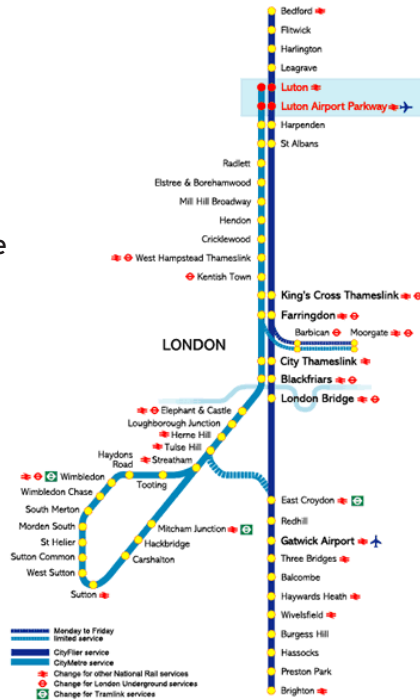 Bedford
Flitwick
Harlington
Leagrave
Luton
Luton Airport Parkway
Harpenden
St Albans
Radlett
Elstree & Borehamwood
Mill Hill Broadway
Hendon
e
Cricklewood
West Hampstead Thameslink
Kentish Town
King's Cross Thameslink
Farringdon
Barbican
Moorgate
LONDON
City Thameslink
Blackfriars
London Bridge
Elephant & Castle
Loughborough Junction
Herne Hill
Tulse Hill
Streatham
Haydons
Road
Wimbledon
Tooting
Wimbledon Chase
South Merton
Morden South
St Helier
Sutton Common
West Sutton
Sutton
Mitcham Junction
Hackbridge
Carshalton
East Croydon
Redhill
Gatwick Airport
Three Bridges
Balcombe
Haywards Heath
Wivelsfield
Burgess Hill
Hassocks
Preston Park
Brighton
Monday to Friday
limited service
CityFlier service
CityMetro service
Change for other National Rail services
Change for London Underground services
Change for Tramlink services